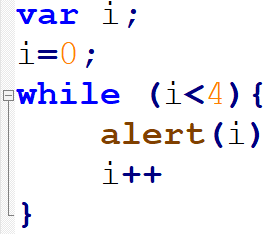 var i;
i=0;
while (i<4){
    alert(i)
    i++
}